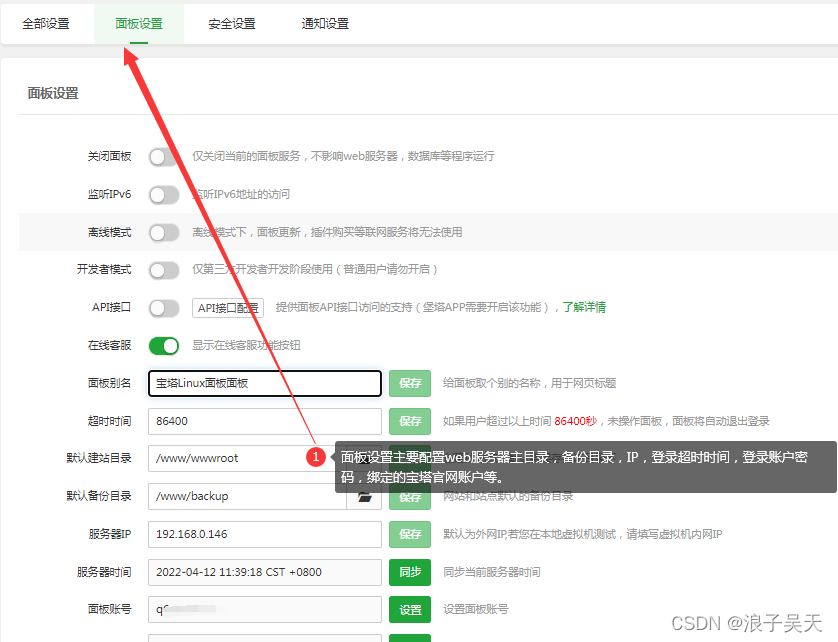 全部设置 面板设置 安全设置 通知设置
面板设置
关闭面板 仅关闭当前的面板服务，不影响web服务器，数据库等程序运行
监听IPv6 监听IPv6地址的访问
离线模式 离线模式下，面板更新，插件购买等联网服务将无法使用
开发者模式 仅第三方开发者开发阶段使用（普通用户请勿开启）
API接口 API接口配置 提供面板API接口访问的支持（堡塔APP需要开启该功能），了解详情
在线客服 显示在线客服功能按钮
面板别名 宝塔Linux面板面板 保存 给面板取个别的名称，用于网页标题
超时时间 86400 保存 如果用户超过以上时间 86400秒，未操作面板，面板将自动退出登录
默认建站目录 /www/wwwroot
1 面板设置主要配置web服务器主目录，备份目录，IP，登录超时时间，登录账户密
码，绑定的宝塔官网账户等。
默认备份目录 /www/backup 保存 网站和站点默认的备份目录
服务器IP 192.168.0.146 保存 默认为外网IP,若您在本地虚拟机测试，请填写虚拟机内网IP
服务器时间 2022-04-12 11:39:18 CST +0800 同步 同步当前服务器时间
面板账号 设置 设置面板账号
CSDN @浪子吴天